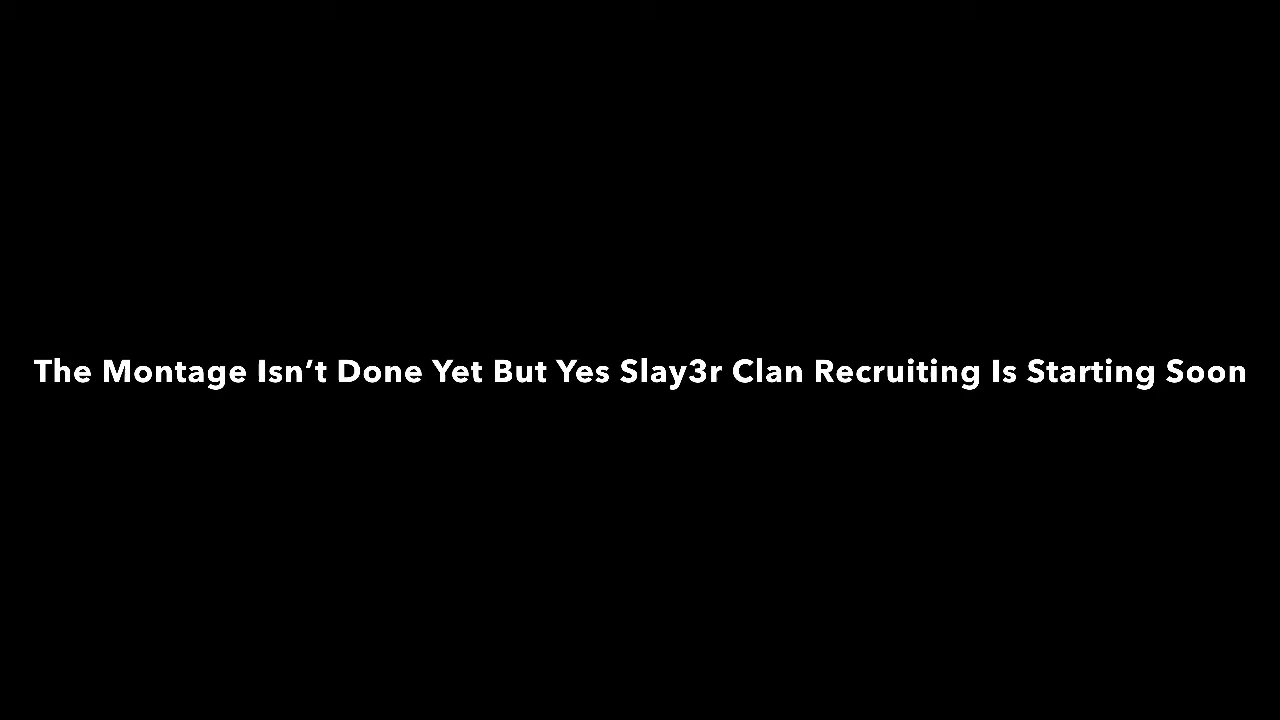 The Montage Isn’t Done Yet But Yes Slay3r Clan Recruiting Is Starting Soon